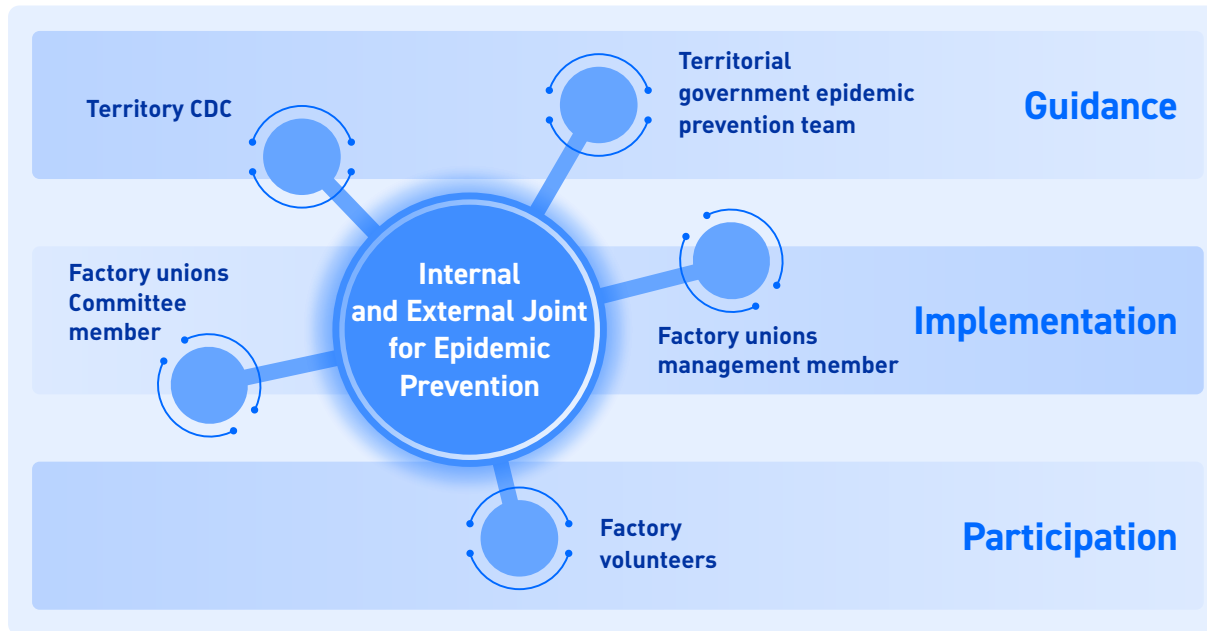 Territory CDC
Territorial
government epidemic
prevention team
Guidance
Internal
and External Joint
for Epidemic
Prevention
Factory unions
Committee
member
Factory unions
management member
Implementation
Factory
volunteers
Participation